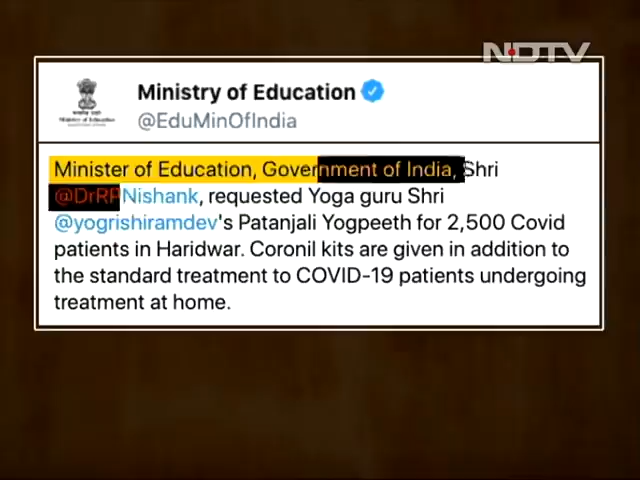 NDTV
Ministry of Education
@EduMinOfIndia
Minister of Education, Government of India, Shri
@DrRPNishank, requested Yoga guru Shri
@yogrishiramdev's Patanjali Yogpeeth for 2,500 Covid
patients in Haridwar. Coronil kits are given in addition to
the standard treatment to COVID-19 patients undergoing
treatment at home.